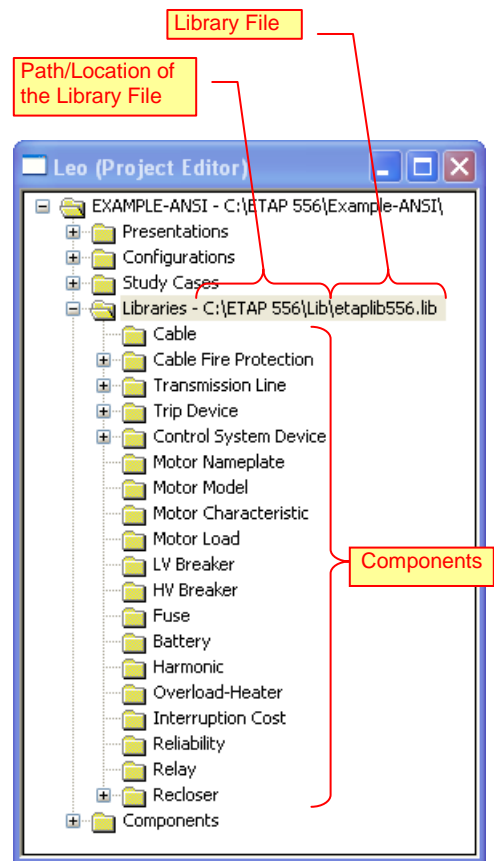 Library File
Path/Location of
the Library File
Leo (Project Editor)
EXAMPLE-ANSI - C:\ETAP 556\Example-ANSI\
Presentations
Configurations
Study Cases
Libraries - C:\ETAP 556\Lib\etaplib556.lib
Cable
Cable Fire Protection
Transmission Line
Trip Device
Control System Device
Motor Nameplate
Motor Model
Motor Characteristic
Motor Load
LV Breaker
Components
HV Breaker
Fuse
Battery
Harmonic
Overload-Heater
Interruption Cost
Reliability
Relay
Recloser
Components